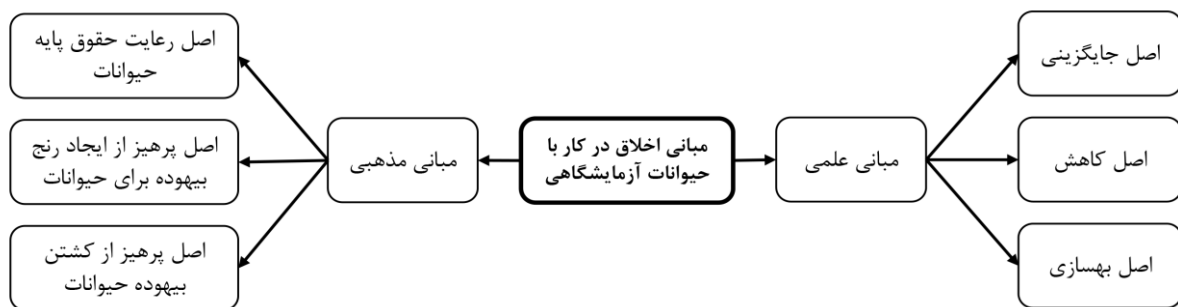 مبانی اخلاق در کار با
حیوانات آزمایشگاهی
مبانی علمی
اصل جایگزینی
اصل کاهش
اصل بهسازی
مبانی مذهبی
اصل رعایت حقوق پایه
حیوانات
اصل پرهیز از ایجاد رنج
بیهوده برای حیوانات
اصل پرهیز از کشتن
بیهوده حیوانات